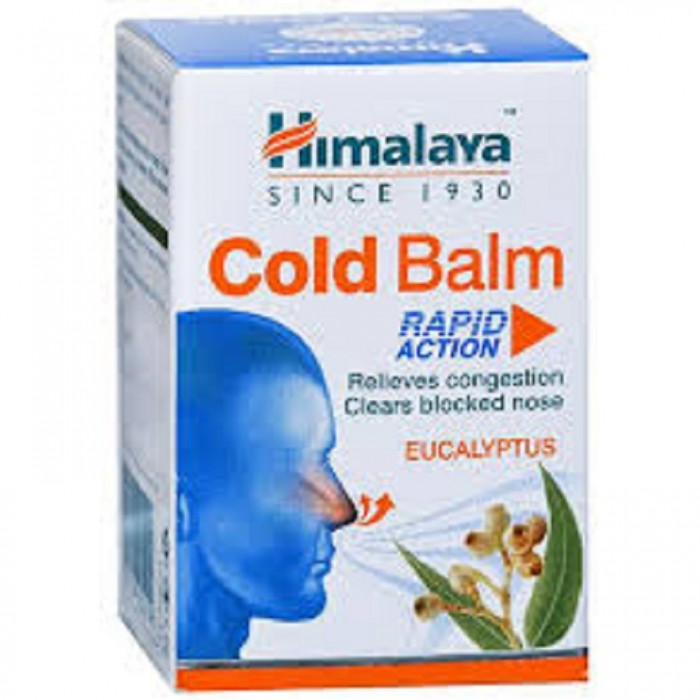 Himalaya
SINCE 1930
Cold Balm
RAPID
ACTION
Relieves congestion
Clears blocked nose
EUCALYPTUS